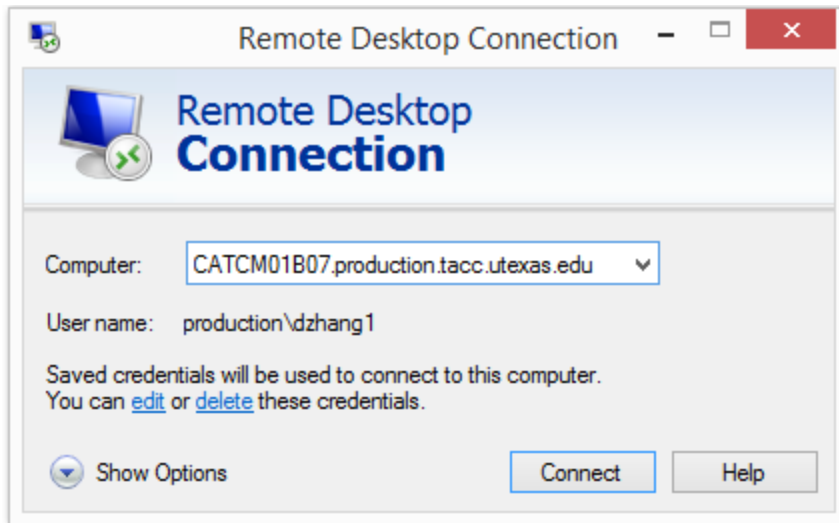 Remote Desktop Connection
Remote Desktop
Connection
Computer: CATCM01B07.production.tacc.utexas.edu
User name: production\dzhang1
Saved credentials will be used to connect to this computer.
You can edit or delete these credentials.
Show Options Connect Help